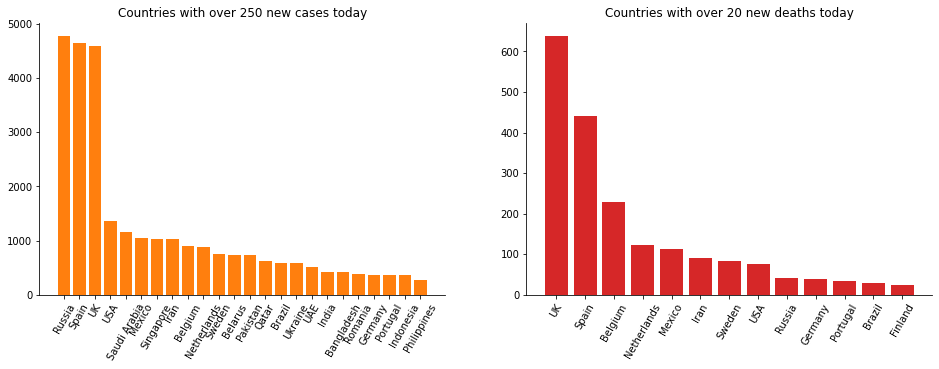 Countries with over 250 new cases today
5000
4000
3000
2000
1000
0
Russia
Spain
UK
USA
Saudi Arabia
Mexico
Singapore
Iran
Belgium
Netherlands
Sweden
Belarus
Pakistan
Qatar
Brazil
Ukraine
UAE
India
Bangladesh
Romania
Germany
Portugal
Indonesia
Philippines
Countries with over 20 new deaths today
600
500
400
300
200
100
0
UK
Spain
Belgium
Netherlands
Mexico
Iran
Sweden
USA
Russia
Germany
Portugal
Brazil
Finland